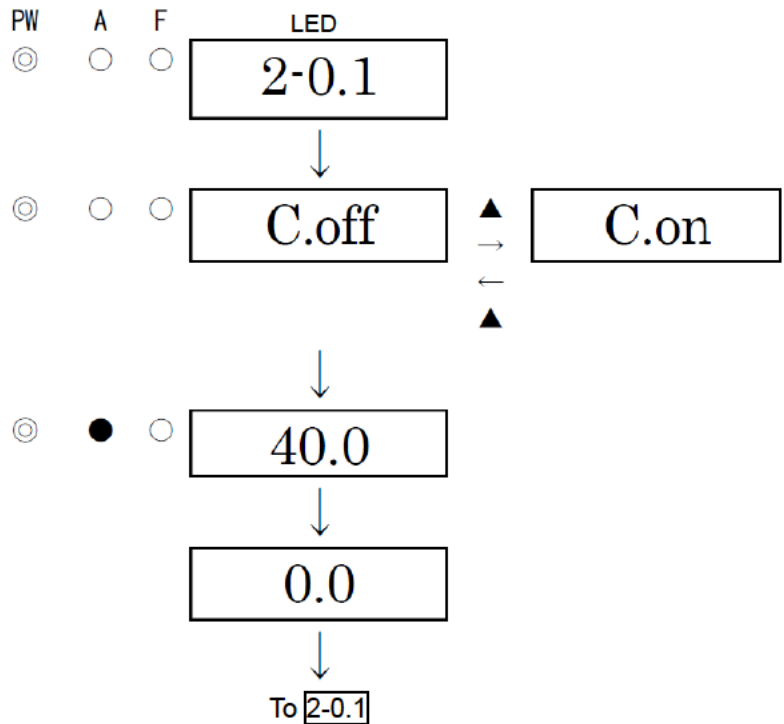 PW A F LED
2-0.1
C.off ▲ → ← ▲ C.on
40.0
0.0
To 2-0.1